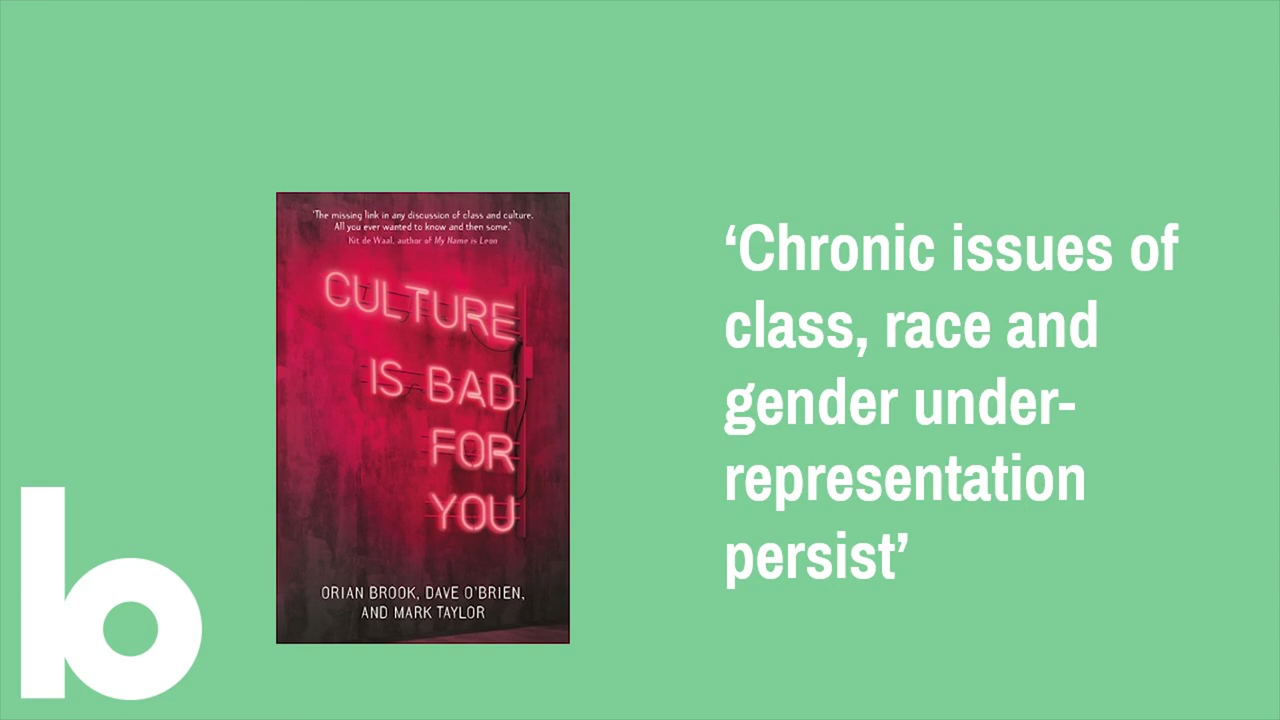 'The missing link in any discussion of class and culture.
All you ever wanted to know and then some.'
Kit de Waal, author of My Name is Leon
CULTURE
IS BAD
FOR
YOU
ORIAN BROOK, DAVE O'BRIEN,
AND MARK TAYLOR
‘Chronic issues of
class, race and
gender under-
representation
persist’
b